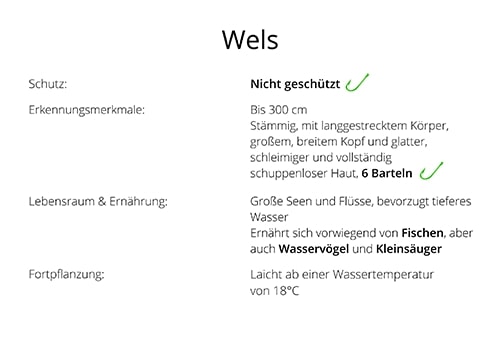 Wels
Schutz:
Nicht geschützt
Erkennungsmerkmale:
Bis 300 cm
Stämmig, mit langgestrecktem Körper,
großem, breitem Kopf und glatter,
schleimiger und vollständig
schuppenloser Haut, 6 Barteln
Lebensraum & Ernährung:
Große Seen und Flüsse, bevorzugt tieferes
Wasser
Ernährt sich vorwiegend von Fischen, aber
auch Wasservögel und Kleinsäuger
Fortpflanzung:
Laicht ab einer Wassertemperatur
von 18°C